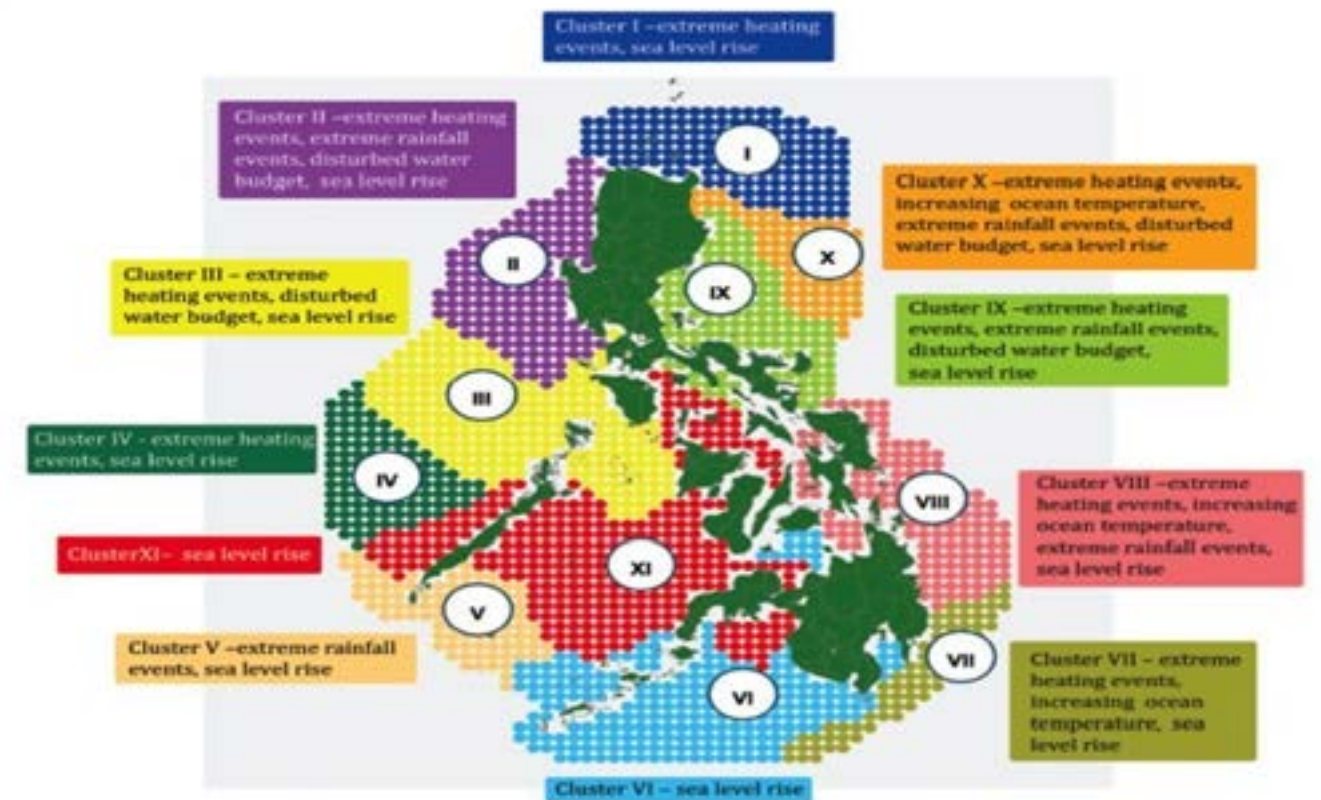 Cluster I –extreme heating
events, sea level rise
Cluster II –extreme heating
events, extreme rainfall
events, disturbed water
budget,  sea level rise
I
Cluster X –extreme heating events,
increasing  ocean temperature,
extreme rainfall events, disturbed
water budget, sea level rise
II
X
Cluster III – extreme
heating events, disturbed
water budget, sea level rise
IX
Cluster IX –extreme heating
events, extreme rainfall events,
disturbed water budget,
sea level rise
III
Cluster IV - extreme heating
events, sea level rise
IV
VIII
Cluster VIII –extreme
heating events, increasing
ocean temperature,
extreme rainfall events,
sea level rise
ClusterXI–  sea level rise
XI
V
Cluster V –extreme rainfall
events, sea level rise
VII
Cluster VII – extreme
heating events,
increasing  ocean
temperature,  sea
level rise
VI
Cluster VI – sea level rise